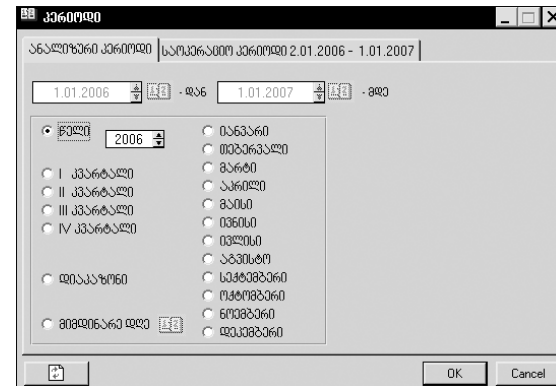 პერიოდი
ანალიზური პერიოდი საოპერაციო პერიოდი 2.01.2006 - 1.01.2007
1.01.2006 - დან 1.01.2007 - მდე
წელი 2006
I კვარტალი
II კვარტალი
III კვარტალი
IV კვარტალი
დიაპაზონი
მიმდინარე დღე
იანვარი
თებერვალი
მარტი
აპრილი
მაისი
ივნისი
ივლისი
აგვისტო
სექტემბერი
ოქტომბერი
ნოემბერი
დეკემბერი
OK Cancel